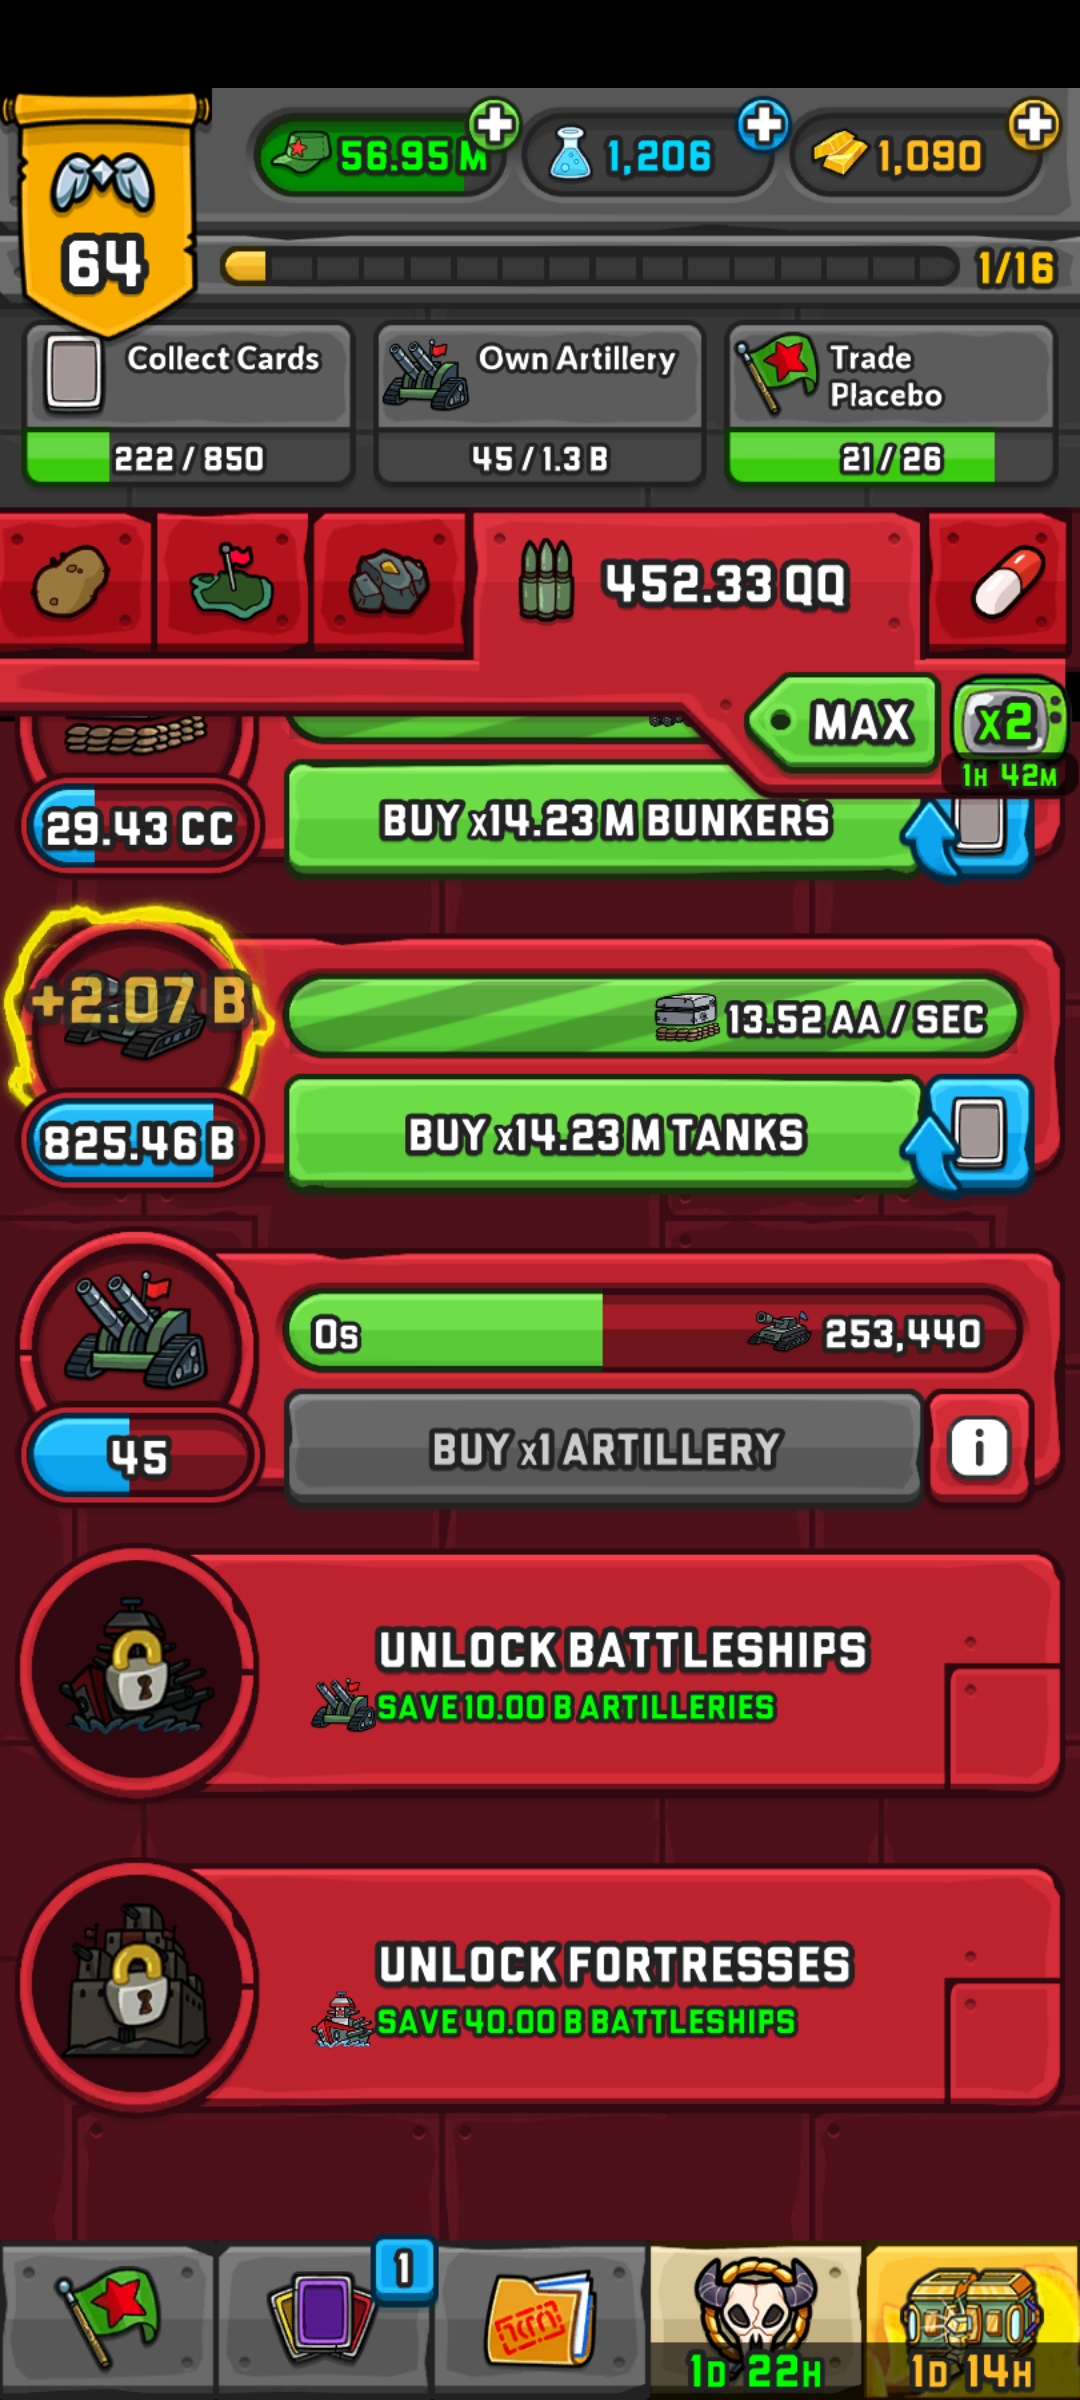 56.95 M
1,206
1,090
64
1/16
Collect Cards
222 / 850
Own Artillery
45 / 1.3 B
Trade
Placebo
21 / 26
452.33 QQ
MAX
x2
1H 42M
29.43 CC
BUY x14.23 M BUNKERS
+2.07 B
13.52 AA / SEC
825.46 B
BUY x14.23 M TANKS
0s
253,440
45
BUY x1 ARTILLERY
i
UNLOCK BATTLESHIPS
SAVE 10.00 B ARTILLERIES
UNLOCK FORTRESSES
SAVE 40.00 B BATTLESHIPS
1
1D 22H
1D 14H